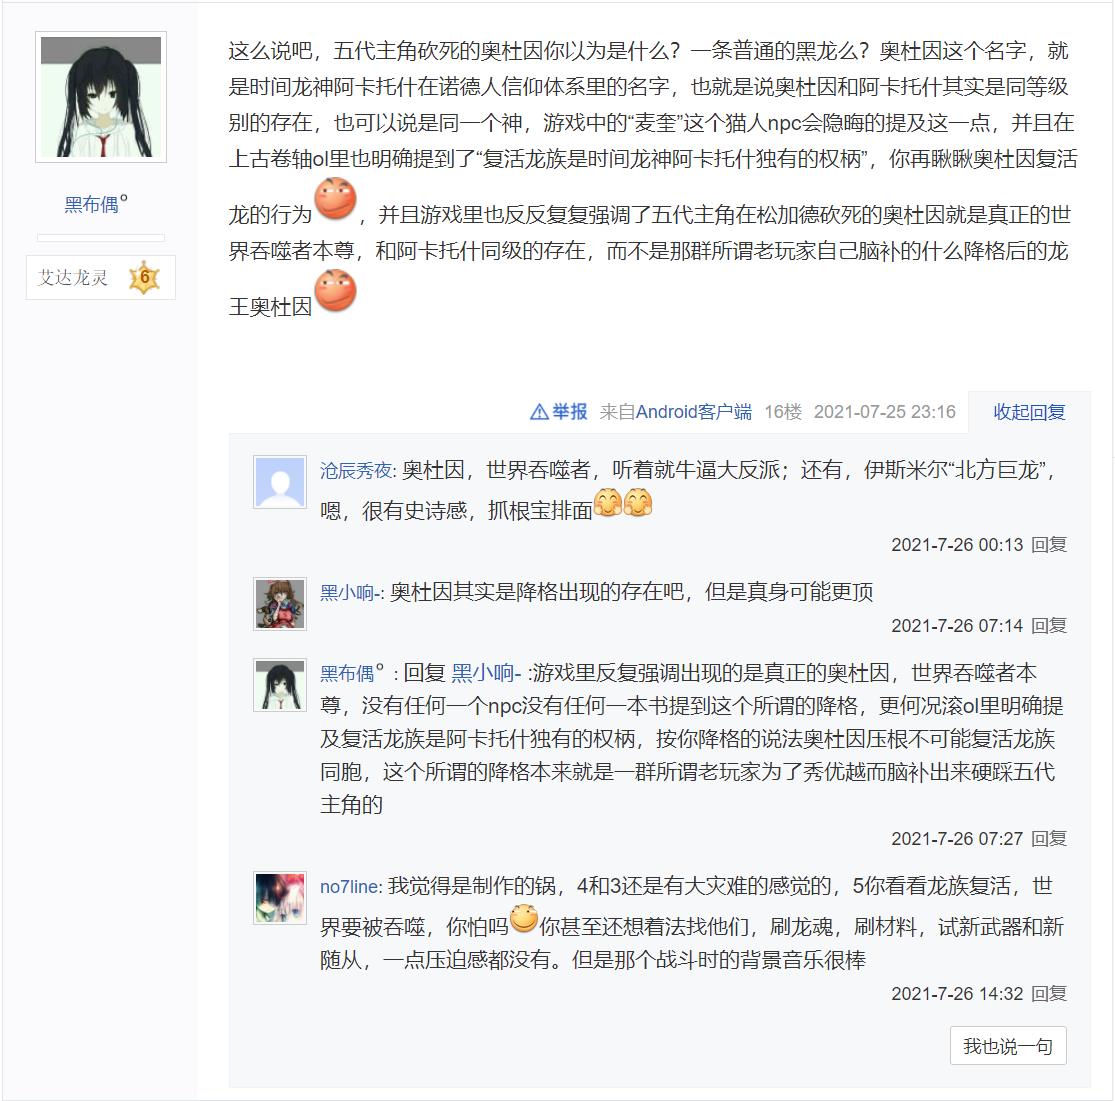 这么说吧，五代主角砍死的奥杜因你以为是什么？一条普通的黑龙么？奥杜因这个名字，就
是时间龙神阿卡托什在诺德人信仰体系里的名字，也就是说奥杜因和阿卡托什其实是同等级
别的存在，也可以说是同一个神，游戏中的“麦奎”这个猫人npc会隐晦的提及这一点，并且在
上古卷轴ol里也明确提到了“复活龙族是时间龙神阿卡托什独有的权柄”，你再瞅瞅奥杜因复活
龙的行为，并且游戏里也反反复复强调了五代主角在松加德砍死的奥杜因就是真正的世
界吞噬者本尊，和阿卡托什同级的存在，而不是那群所谓老玩家自己脑补的什么降格后的龙
王奥杜因
黑布偶°
艾达龙灵 6
举报 来自Android客户端 16楼 2021-07-25 23:16 收起回复
沧辰秀夜: 奥杜因，世界吞噬者，听着就牛逼大反派；还有，伊斯米尔“北方巨龙”，
嗯，很有史诗感，抓根宝排面
2021-7-26 00:13 回复
黑小响-: 奥杜因其实是降格出现的存在吧，但是真身可能更顶
2021-7-26 07:14 回复
黑布偶° : 回复 黑小响- :游戏里反复强调出现的是真正的奥杜因，世界吞噬者本
尊，没有任何一个npc没有任何一本书提到这个所谓的降格，更何况滚ol里明确提
及复活龙族是阿卡托什独有的权柄，按你降格的说法奥杜因压根不可能复活龙族
同胞，这个所谓的降格本来就是一群所谓老玩家为了秀优越而脑补出来硬踩五代
主角的
2021-7-26 07:27 回复
no7line: 我觉得是制作的锅，4和3还是有大灾难的感觉的，5你看看龙族复活，世
界要被吞噬，你怕吗你甚至还想着法找他们，刷龙魂，刷材料，试新武器和新
随从，一点压迫感都没有。但是那个战斗时的背景音乐很棒
2021-7-26 14:32 回复
我也说一句